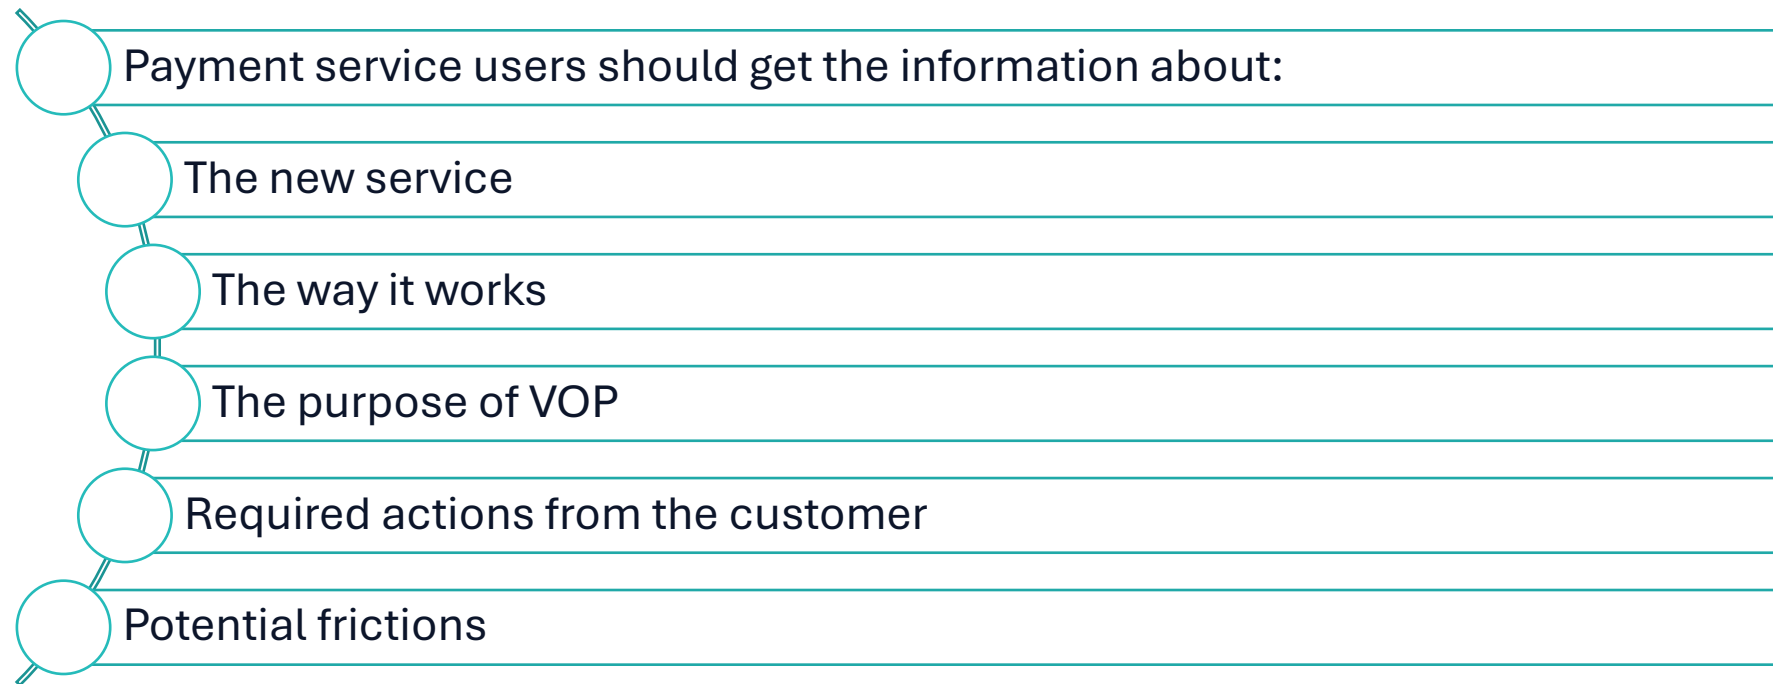 Payment service users should get the information about:
The new service
The way it works
The purpose of VOP
Required actions from the customer
Potential frictions